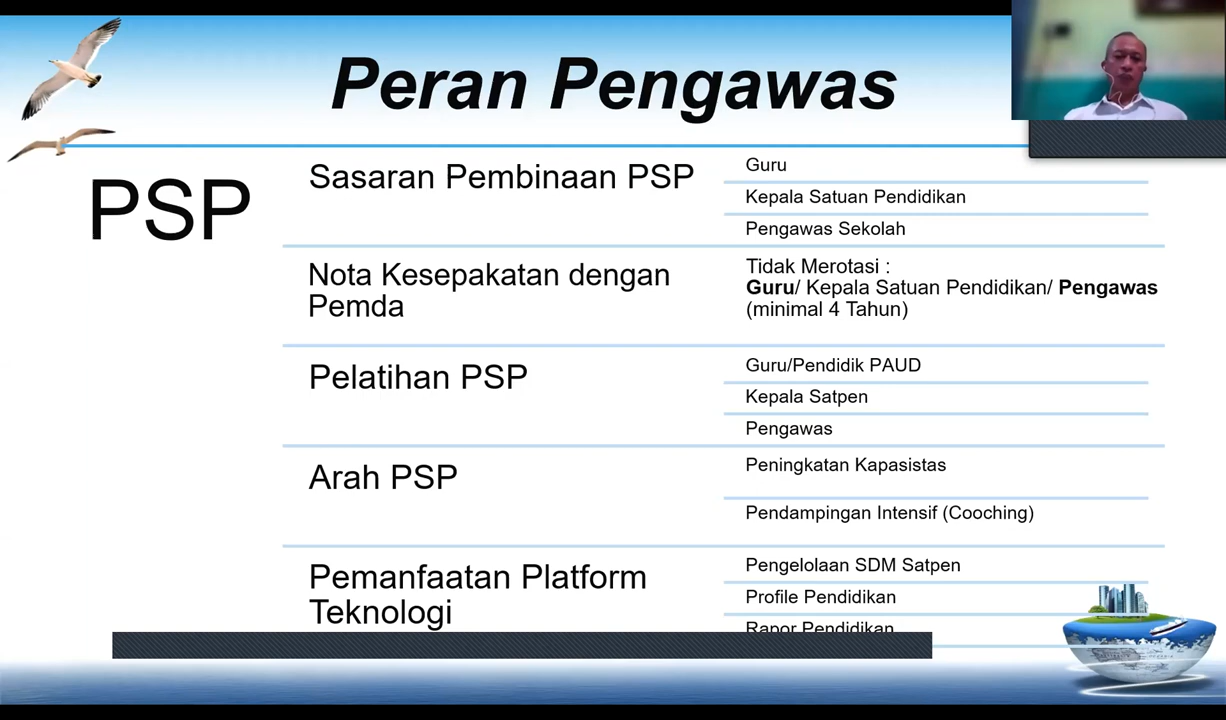 Peran Pengawas
PSP
Sasaran Pembinaan PSP
Guru
Kepala Satuan Pendidikan
Pengawas Sekolah
Nota Kesepakatan dengan
Pemda
Tidak Merotasi :
Guru/ Kepala Satuan Pendidikan/ Pengawas
(minimal 4 Tahun)
Pelatihan PSP
Guru/Pendidik PAUD
Kepala Satpen
Pengawas
Arah PSP
Peningkatan Kapasistas
Pendampingan Intensif (Cooching)
Pemanfaatan Platform
Teknologi
Pengelolaan SDM Satpen
Profile Pendidikan
Rapor Pendidikan